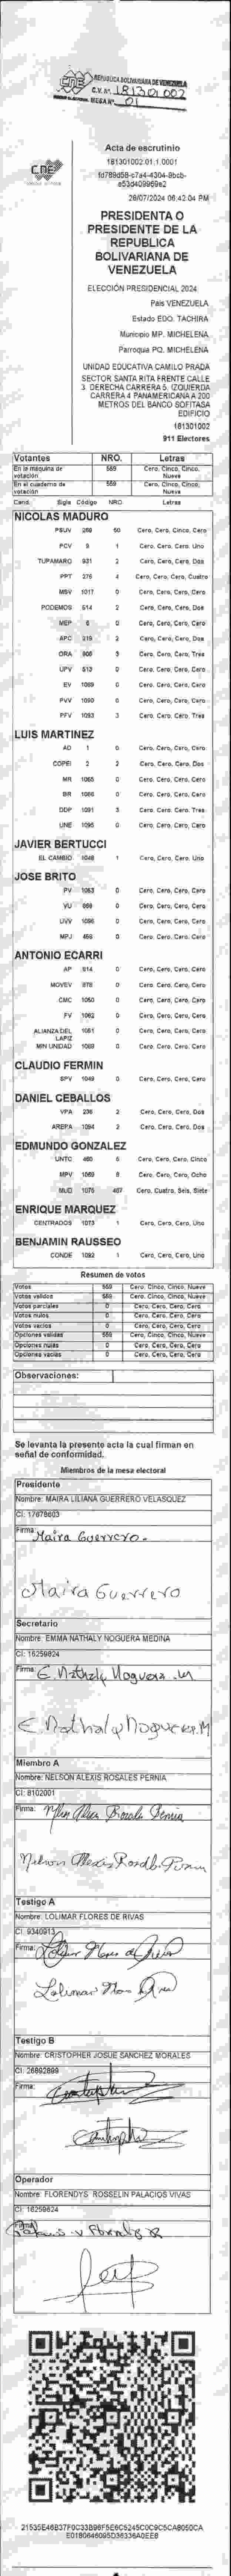 CNE REPUBLICA BOLIVARIANA DE VENEZUELA
C.V. Nº 181301002
MESA Nº 01
CNE
Acta de escrutinio
181301002.01.1.0001
fd789d58-c7a4-4304-8bcb-
a53d409969e2
28/07/2024 06:42:04 PM
PRESIDENTA O
PRESIDENTE DE LA
REPUBLICA
BOLIVARIANA DE
VENEZUELA
ELECCIÓN PRESIDENCIAL 2024
País VENEZUELA
Estado EDO. TACHIRA
Municipio MP. MICHELENA
Parroquia PQ. MICHELENA
UNIDAD EDUCATIVA CAMILO PRADA
SECTOR SANTA RITA FRENTE CALLE
3. DERECHA CARRERA 5. IZQUIERDA
CARRERA 4 PANAMERICANA A 200
METROS DEL BANCO SOFITASA
EDIFICIO
181301002
911 Electores
Votantes NRO. Letras
En la máquina de votación 559 Cero, Cinco, Cinco, Nueve
En el cuaderno de votación 559 Cero, Cinco, Cinco, Nueve
Cand. Sigla Código NRO Letras
NICOLAS MADURO
PSUV 250 50 Cero, Cero, Cinco, Cero
PCV 9 1 Cero, Cero, Cero, Uno
TUPAMARO 931 2 Cero, Cero, Cero, Dos
PPT 276 4 Cero, Cero, Cero, Cuatro
MSV 1017 0 Cero, Cero, Cero, Cero
PODEMOS 614 2 Cero, Cero, Cero, Dos
MEP 6 0 Cero, Cero, Cero, Cero
APC 219 2 Cero, Cero, Cero, Dos
ORA 900 3 Cero, Cero, Cero, Tres
UPV 513 0 Cero, Cero, Cero, Cero
EV 1089 0 Cero, Cero, Cero, Cero
PVV 1090 0 Cero, Cero, Cero, Cero
PFV 1093 3 Cero, Cero, Cero, Tres
LUIS MARTINEZ
AD 1 0 Cero, Cero, Cero, Cero
COPEI 2 2 Cero, Cero, Cero, Dos
MR 1065 0 Cero, Cero, Cero, Cero
BR 1066 0 Cero, Cero, Cero, Cero
DDP 1091 3 Cero, Cero, Cero, Tres
UNE 1095 0 Cero, Cero, Cero, Cero
JAVIER BERTUCCI
EL CAMBIO 1048 1 Cero, Cero, Cero, Uno
JOSE BRITO
PV 1063 0 Cero, Cero, Cero, Cero
VU 669 0 Cero, Cero, Cero, Cero
UVV 1096 0 Cero, Cero, Cero, Cero
MPJ 468 0 Cero, Cero, Cero, Cero
ANTONIO ECARRI
AP 914 0 Cero, Cero, Cero, Cero
MOVEV 876 0 Cero, Cero, Cero, Cero
CMC 1050 0 Cero, Cero, Cero, Cero
FV 1062 0 Cero, Cero, Cero, Cero
ALIANZA DEL LAPIZ 1061 0 Cero, Cero, Cero, Cero
MIN UNIDAD 1088 0 Cero, Cero, Cero, Cero
CLAUDIO FERMIN
SPV 1049 0 Cero, Cero, Cero, Cero
DANIEL CEBALLOS
VPA 236 2 Cero, Cero, Cero, Dos
AREPA 1094 2 Cero, Cero, Cero, Dos
EDMUNDO GONZALEZ
UNTC 460 5 Cero, Cero, Cero, Cinco
MPV 1069 8 Cero, Cero, Cero, Ocho
MUD 1075 467 Cero, Cuatro, Seis, Siete
ENRIQUE MARQUEZ
CENTRADOS 1073 1 Cero, Cero, Cero, Uno
BENJAMIN RAUSSEO
CONDE 1092 1 Cero, Cero, Cero, Uno
Resumen de votos
Votos 559 Cero, Cinco, Cinco, Nueve
Votos válidos 559 Cero, Cinco, Cinco, Nueve
Votos parciales 0 Cero, Cero, Cero, Cero
Votos nulos 0 Cero, Cero, Cero, Cero
Votos vacíos 0 Cero, Cero, Cero, Cero
Opciones válidas 559 Cero, Cinco, Cinco, Nueve
Opciones nulas 0 Cero, Cero, Cero, Cero
Opciones vacías 0 Cero, Cero, Cero, Cero
Observaciones:
Se levanta la presente acta la cual firman en
señal de conformidad.
Miembros de la mesa electoral
Presidente
Nombre: MAIRA LILIANA GUERRERO VELASQUEZ
CI: 17678003
Firma: Maira Guerrero.
Maira Guerrero
Secretario
Nombre: EMMA NATHALY NOGUERA MEDINA
CI: 16259824
Firma: E. Nathaly Noguera .M
E Nathaly Noguera.M
Miembro A
Nombre: NELSON ALEXIS ROSALES PERNIA
CI: 8102001
Firma: Nelson Alexis Rosales Pernia
Nelson Alexis Rosales Pernia
Testigo A
Nombre: LOLIMAR FLORES DE RIVAS
CI: 9340913
Firma: Lolimar Flores de Rivas
Testigo B
Nombre: CRISTOPHER JOSUE SANCHEZ MORALES
CI: 26892899
Firma:
Operador
Nombre: FLORENDYS ROSSELIN PALACIOS VIVAS
CI: 16259824
Firma:
21535E46B37F0C33B98F5E6C5245C0C9C5CA8050CA
E0180646095D36336A0EE8